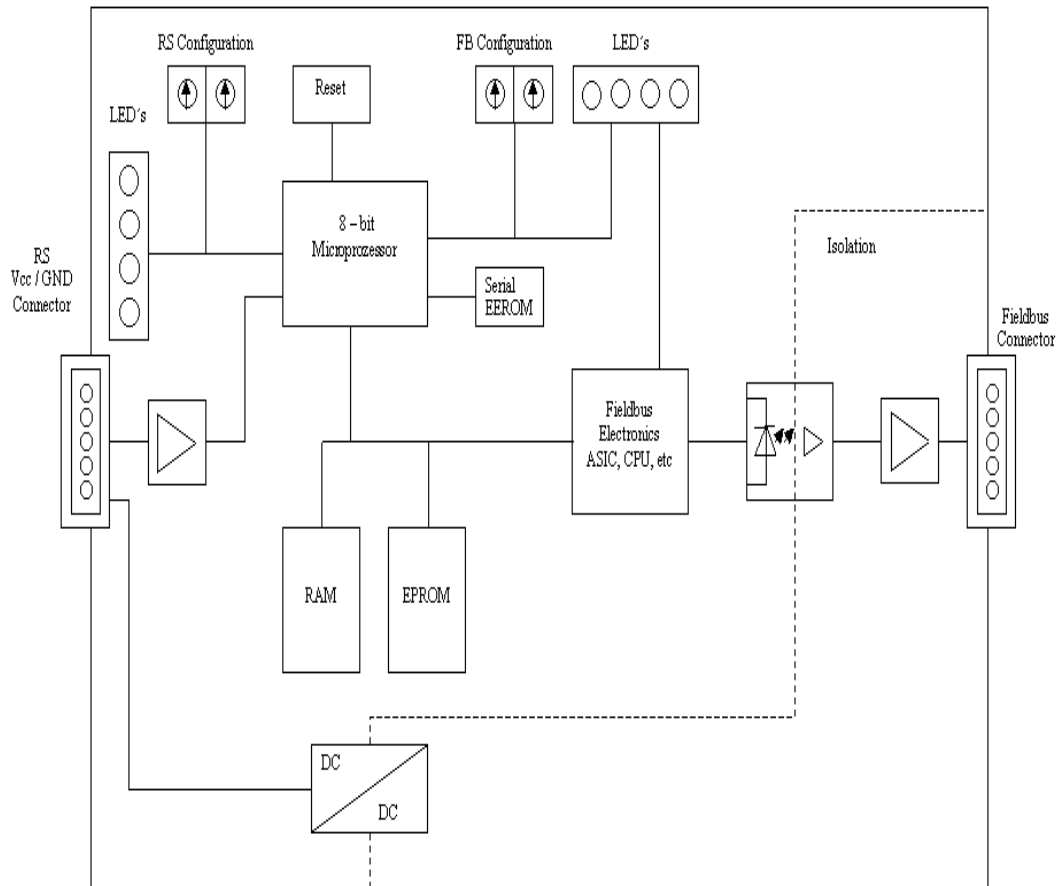 RS Configuration
FB Configuration
LED´s
Reset
LED´s
8 – bit
Microprozessor
Isolation
RS
Vcc / GND
Connector
Serial
EEROM
Fieldbus
Connector
Fieldbus
Electronics
ASIC, CPU, etc
RAM
EPROM
DC
DC